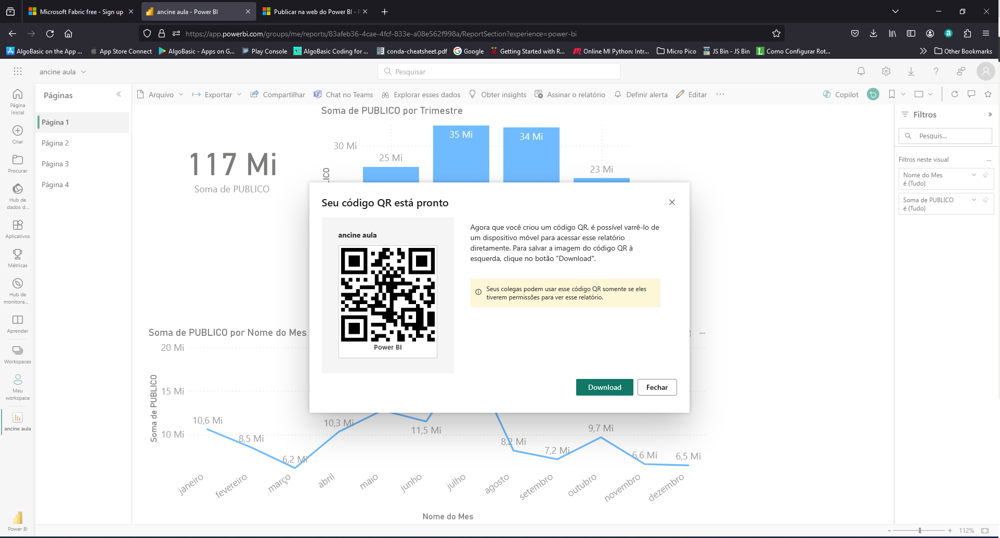 Microsoft Fabric free - Sign up
ancine aula - Power BI
Publicar na web do Power BI - P
https://app.powerbi.com/groups/me/reports/83afeb36-4cae-4fcf-833e-a08e562f998a/ReportSection?experience=power-bi
AlgoBasic on the App ...
App Store Connect
AlgoBasic - Apps on G...
Play Console
AlgoBasic Coding for ...
conda-cheatsheet.pdf
Google
Getting Started with R...
Online MI Python: Intr...
Micro Pico
JS Bin - JS Bin
Como Configurar Rot...
Other Bookmarks
ancine aula
Pesquisar
Página
Inicial
Criar
Procurar
Hub de
dados d...
Aplicativos
Métricas
Hub de
monitora...
Aprender
Workspaces
Meu
workspace
ancine aula
Power BI
Páginas
Página 1
Página 2
Página 3
Página 4
Arquivo
Exportar
Compartilhar
Chat no Teams
Explorar esses dados
Obter insights
Assinar o relatório
Definir alerta
Editar
Copilot
Soma de PUBLICO por Trimestre
117 Mi
Soma de PUBLICO
30 Mi
25 Mi
35 Mi
34 Mi
23 Mi
Filtros
Pesquis...
Filtros neste visual
Nome do Mes
é (Tudo)
Soma de PUBLICO
é (Tudo)
Seu código QR está pronto
ancine aula
Power BI
Agora que você criou um código QR, é possível varrê-lo de
um dispositivo móvel para acessar esse relatório
diretamente. Para salvar a imagem do código QR à
esquerda, clique no botão "Download".
Seus colegas podem usar esse código QR somente se eles
tiverem permissões para ver esse relatório.
Download
Fechar
Soma de PUBLICO por Nome do Mes
Soma de PUBLICO
20 Mi
15 Mi
10 Mi
10,6 Mi
8,5 Mi
6,2 Mi
10,3 Mi
11,5 Mi
8,2 Mi
7,2 Mi
9,7 Mi
6,6 Mi
6,5 Mi
janeiro
fevereiro
março
abril
maio
junho
julho
agosto
setembro
outubro
novembro
dezembro
Nome do Mes
112%